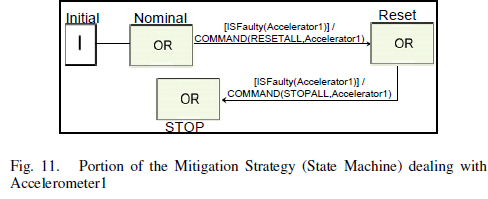 Initial
Nominal
Reset
I
OR
[ISFaulty(Accelerator1)] /
COMMAND(RESETALL,Accelerator1)
OR
[ISFaulty(Accelerator1)] /
COMMAND(STOPALL,Accelerator1)
OR
STOP
Fig. 11. Portion of the Mitigation Strategy (State Machine) dealing with
Accelerometer1